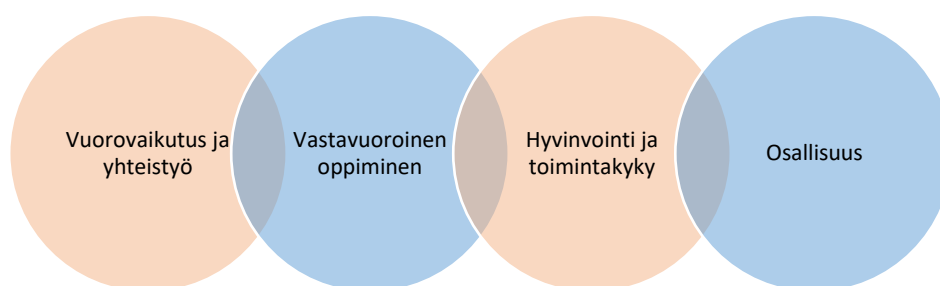 Vuorovaikutus ja
yhteistyö
Vastavuoroinen
oppiminen
Hyvinvointi ja
toimintakyky
Osallisuus